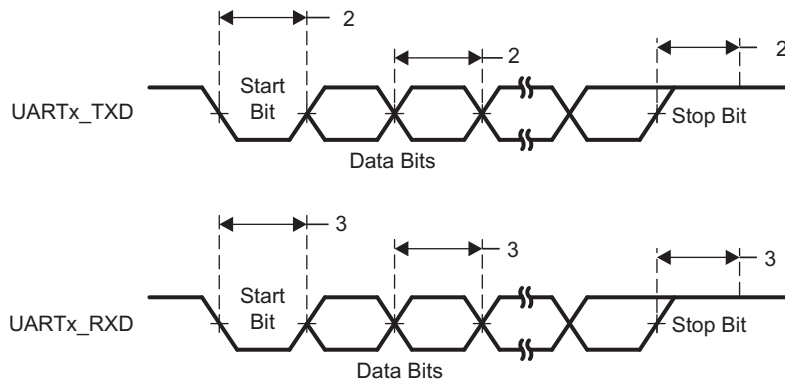 2
2
2
UARTx_TXD
Start
Bit
Stop Bit
Data Bits
3
3
3
UARTx_RXD
Start
Bit
Stop Bit
Data Bits